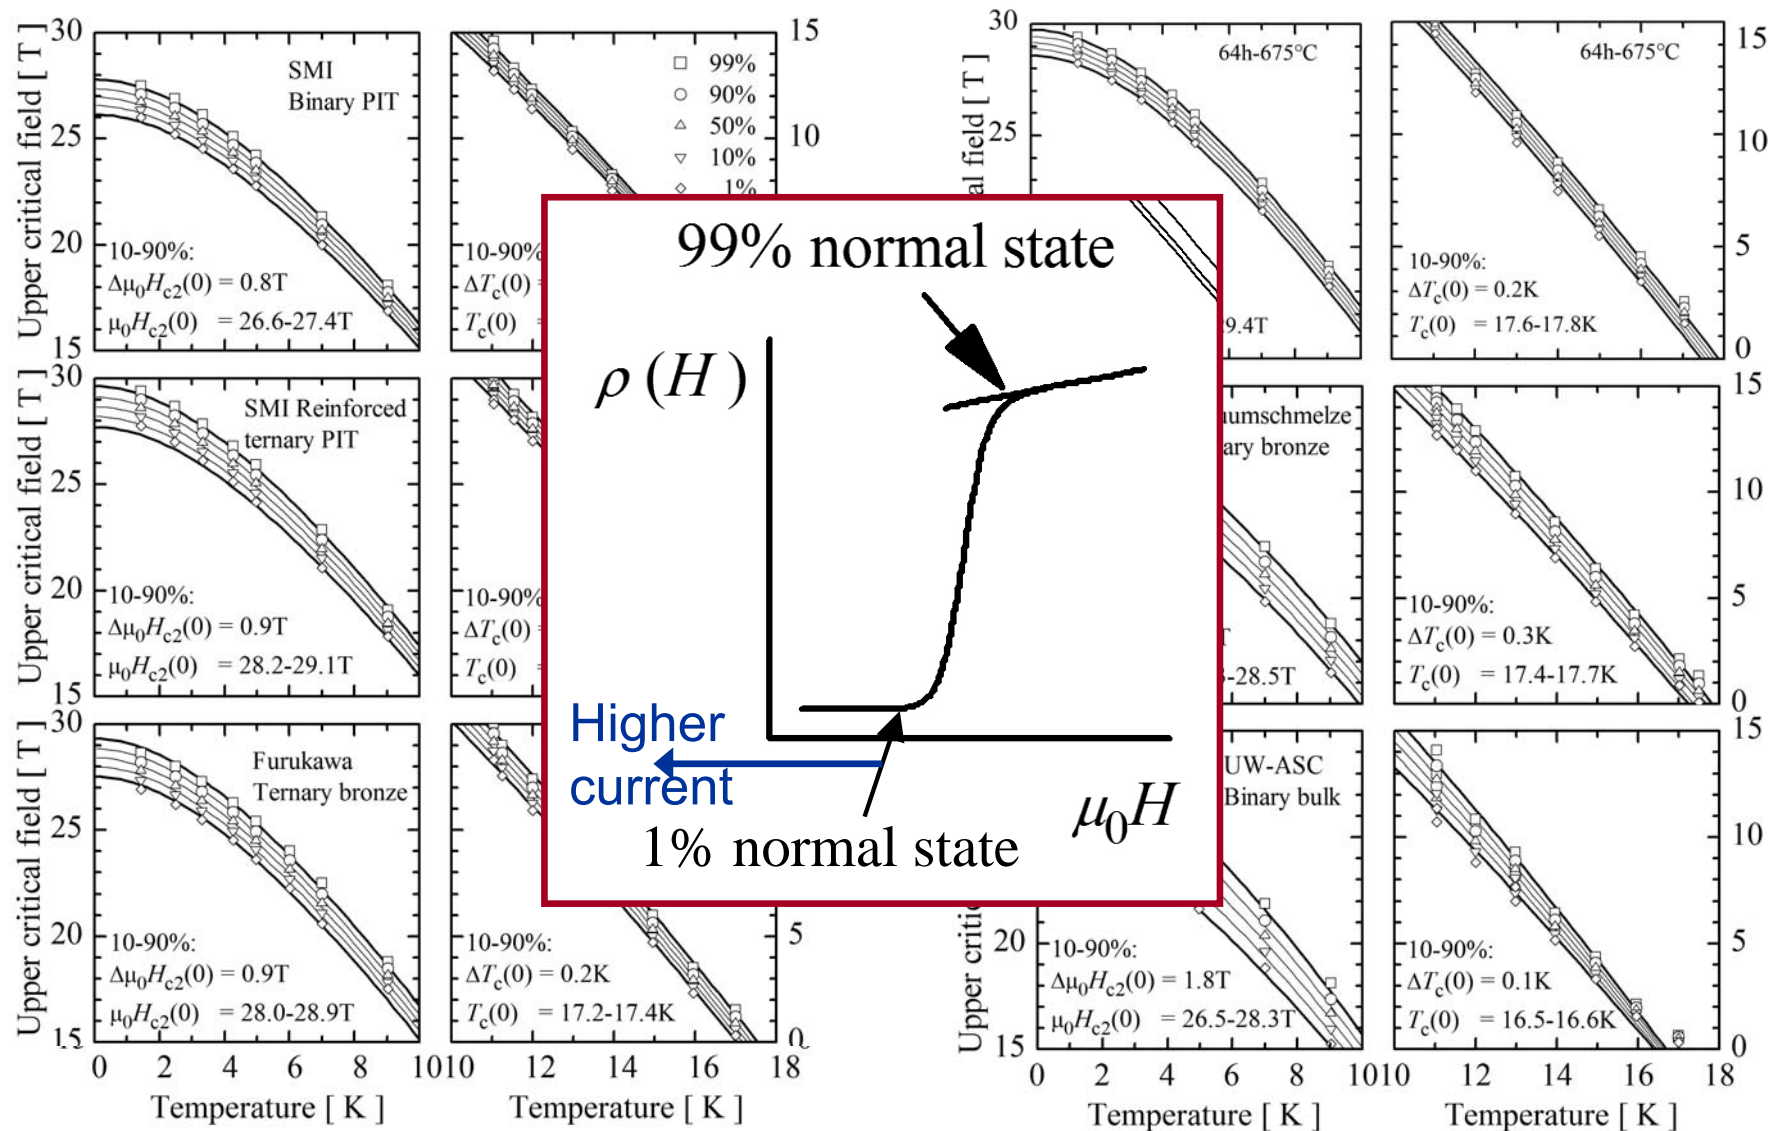 Upper critical field [ T ]
30
25
20
15
SMI
Binary PIT
10-90%:
Δμ0Hc2(0) = 0.8T
μ0Hc2(0) = 26.6-27.4T
15
10
99%
90%
50%
10%
1%
10-90%
ΔTc(0) =
Tc(0) =
30
25
al field [ T ]
64h-675°C
9.4T
64h-675°C
15
10
5
0
10-90%:
ΔTc(0) = 0.2K
Tc(0) = 17.6-17.8K
Upper critical field [ T ]
30
25
20
15
SMI Reinforced
ternary PIT
10-90%:
Δμ0Hc2(0) = 0.9T
μ0Hc2(0) = 28.2-29.1T
10-90%
ΔTc(0) =
Tc(0) =
umschmelze
ary bronze
T
-28.5T
15
10
5
0
10-90%:
ΔTc(0) = 0.3K
Tc(0) = 17.4-17.7K
99% normal state
ρ (H)
Higher
current
μ0H
1% normal state
Upper critical field [ T ]
30
25
20
15
Furukawa
Ternary bronze
10-90%:
Δμ0Hc2(0) = 0.9T
μ0Hc2(0) = 28.0-28.9T
5
0
10-90%:
ΔTc(0) = 0.2K
Tc(0) = 17.2-17.4K
Upper critic
20
15
UW-ASC
Binary bulk
10-90%:
Δμ0Hc2(0) = 1.8T
μ0Hc2(0) = 26.5-28.3T
15
10
5
0
10-90%:
ΔTc(0) = 0.1K
Tc(0) = 16.5-16.6K
0 2 4 6 8 10
10 12 14 16 18
0 2 4 6 8 10
10 12 14 16 18
Temperature [ K ]
Temperature [ K ]
Temperature [ K ]
Temperature [ K ]